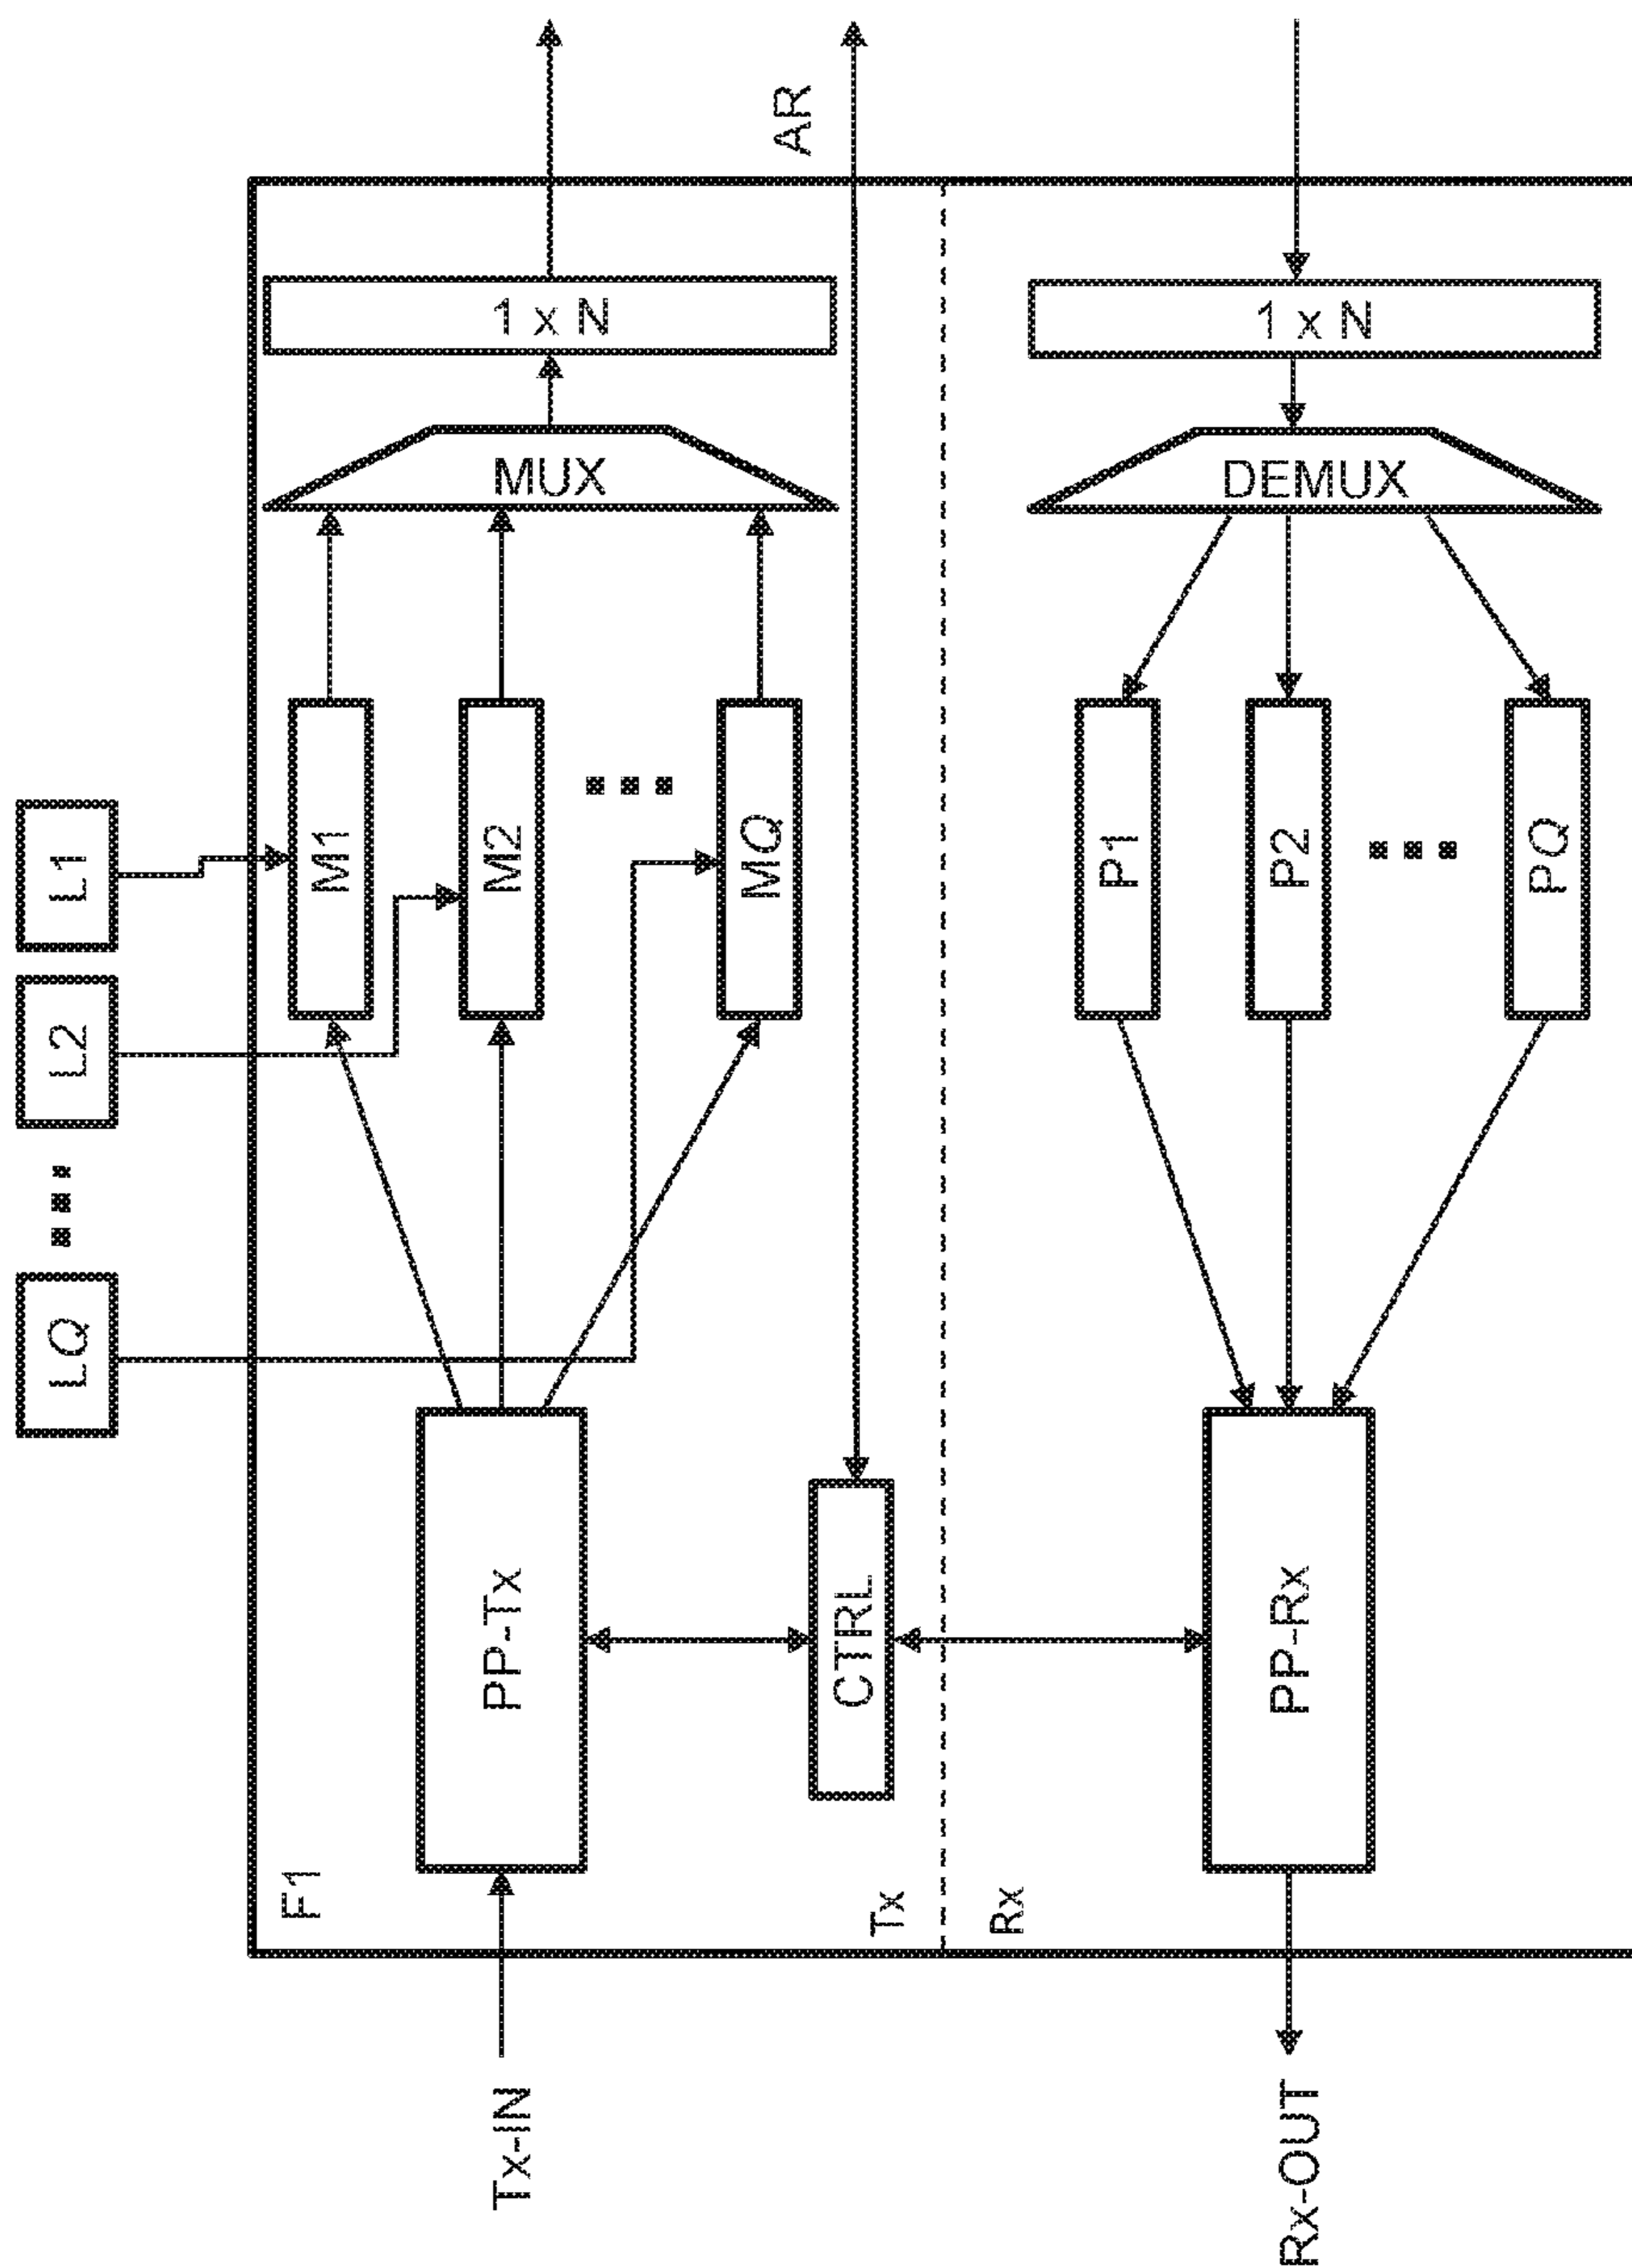 LQ
L2
L1
F1
Tx-IN
PP-Tx
M1
M2
MQ
MUX
1 x N
CTRL
AR
Tx
Rx
Rx-OUT
PP-Rx
P1
P2
PQ
DEMUX
1 x N